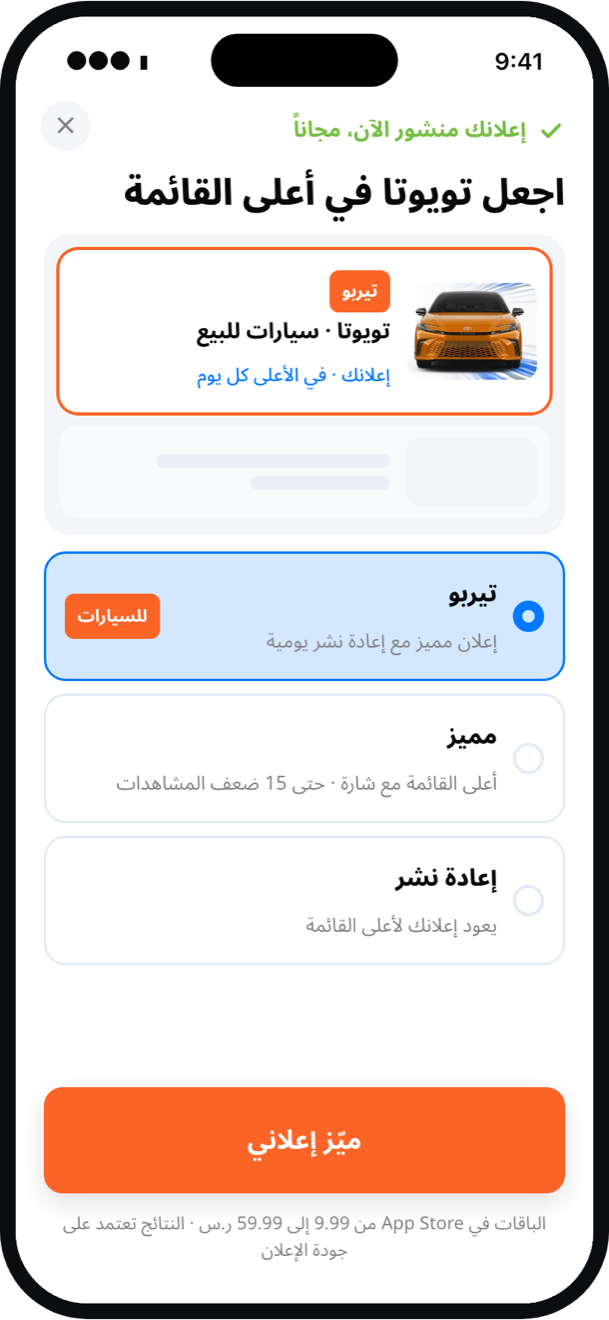 9:41
إعلانك منشور الآن، مجاناً
اجعل تويوتا في أعلى القائمة
تيربو
تويوتا · سيارات للبيع
إعلانك · في الأعلى كل يوم
تيربو
للسيارات
إعلان مميز مع إعادة نشر يومية
مميز
أعلى القائمة مع شارة · حتى 15 ضعف المشاهدات
إعادة نشر
يعود إعلانك لأعلى القائمة
ميّز إعلاني
الباقات في App Store من 9.99 إلى 59.99 ر.س · النتائج تعتمد على
جودة الإعلان